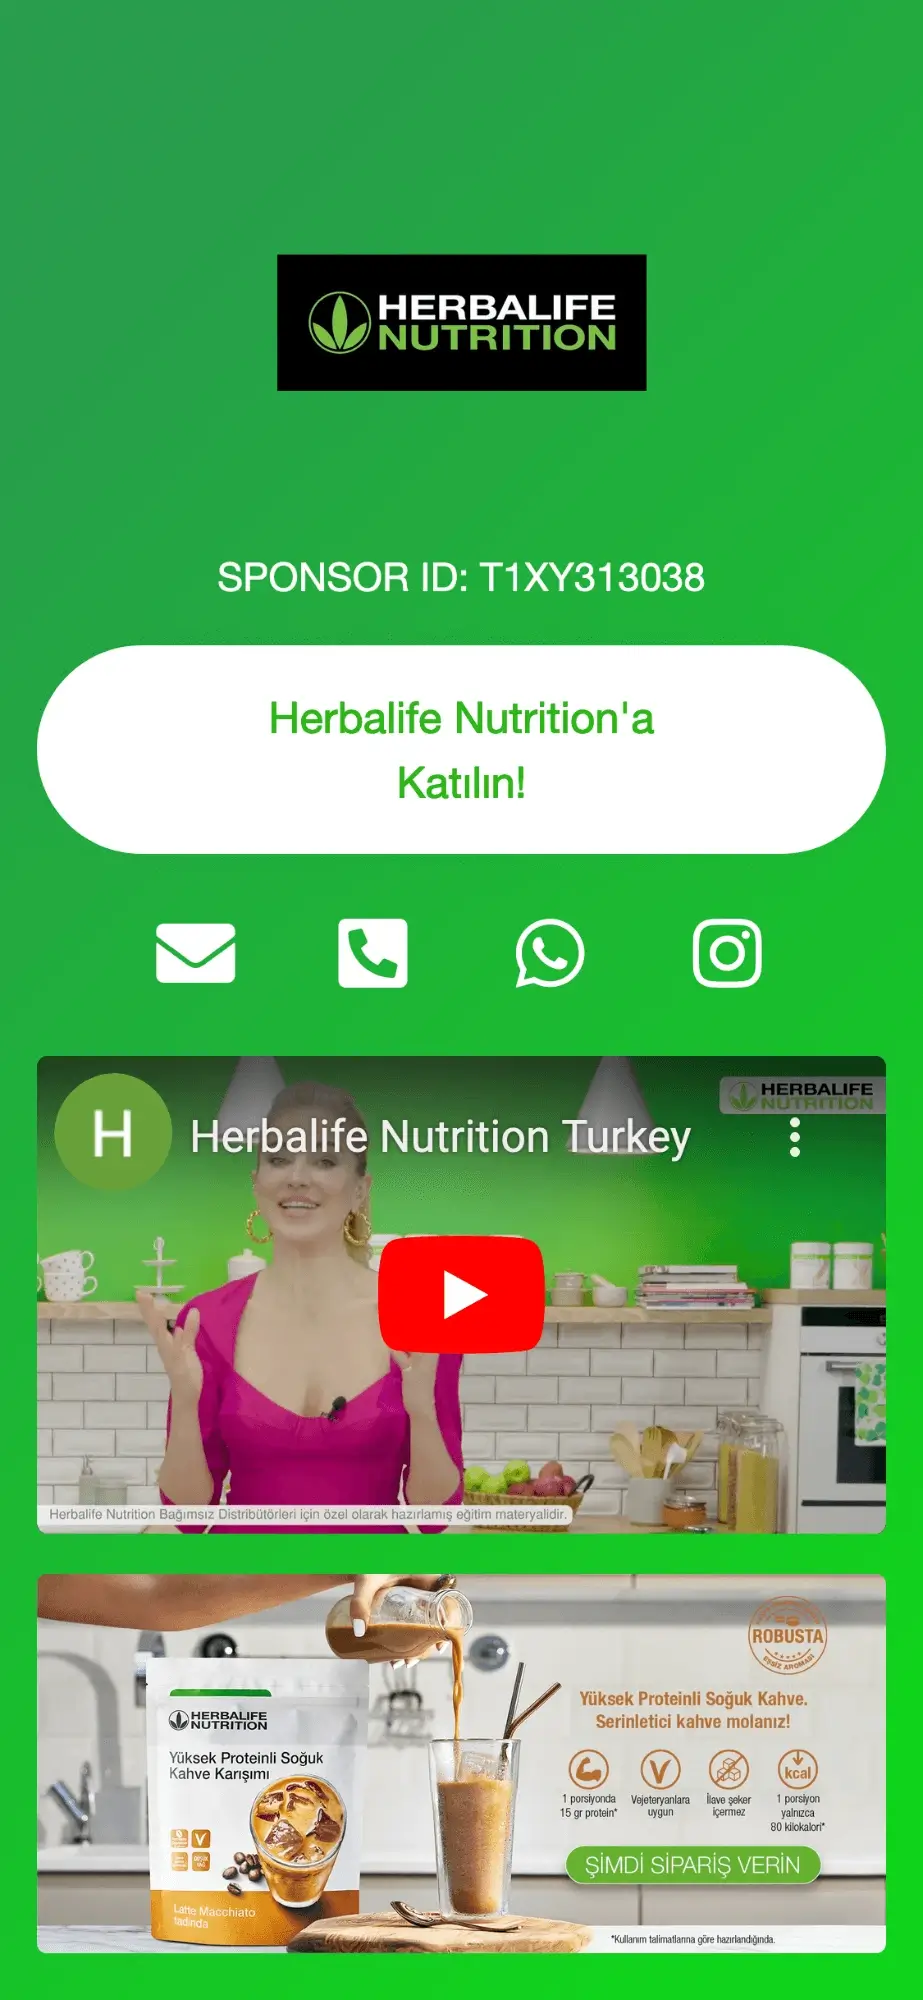 HERBALIFE
NUTRITION
SPONSOR ID: T1XY313038
Herbalife Nutrition'a
Katılın!
H
Herbalife Nutrition Turkey
HERBALIFE
NUTRITION
Herbalife Nutrition Bağımsız Distribütörleri için özel olarak hazırlamış eğitim materyalidir.
ROBUSTA
EŞSİZ AROMASI
Yüksek Proteinli Soğuk Kahve.
Serinletici kahve molanız!
HERBALIFE
NUTRITION
Yüksek Proteinli Soğuk
Kahve Karışımı
kcal
1 porsiyonda
15 gr protein*
Vejeteryanlara
uygun
İlave şeker
içermez
1 porsiyon
yalnızca
80 kilokalori*
ŞİMDİ SİPARİŞ VERİN
Latte Macchiato
tadında
*Kullanım talimatlarına göre hazırlandığında.